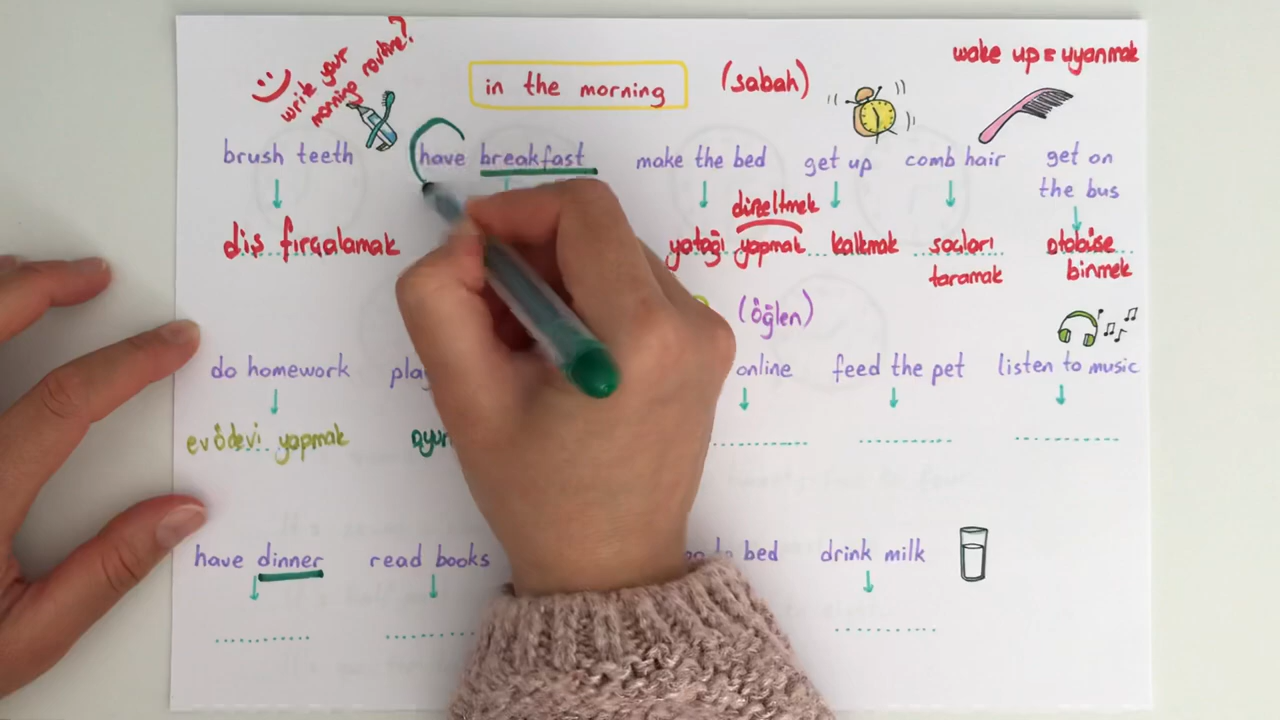 write your
morning routine?
in the morning
(sabah)
wake up = uyanmak
brush teeth
have breakfast
make the bed
get up
comb hair
get on
the bus
düzeltmek
diş fırçalamak
yatağı yapmak
kalkmak
saçları
taramak
otobüse
binmek
(öğlen)
do homework
online
feed the pet
listen to music
evödevi yapmak
have dinner
read books
bed
drink milk